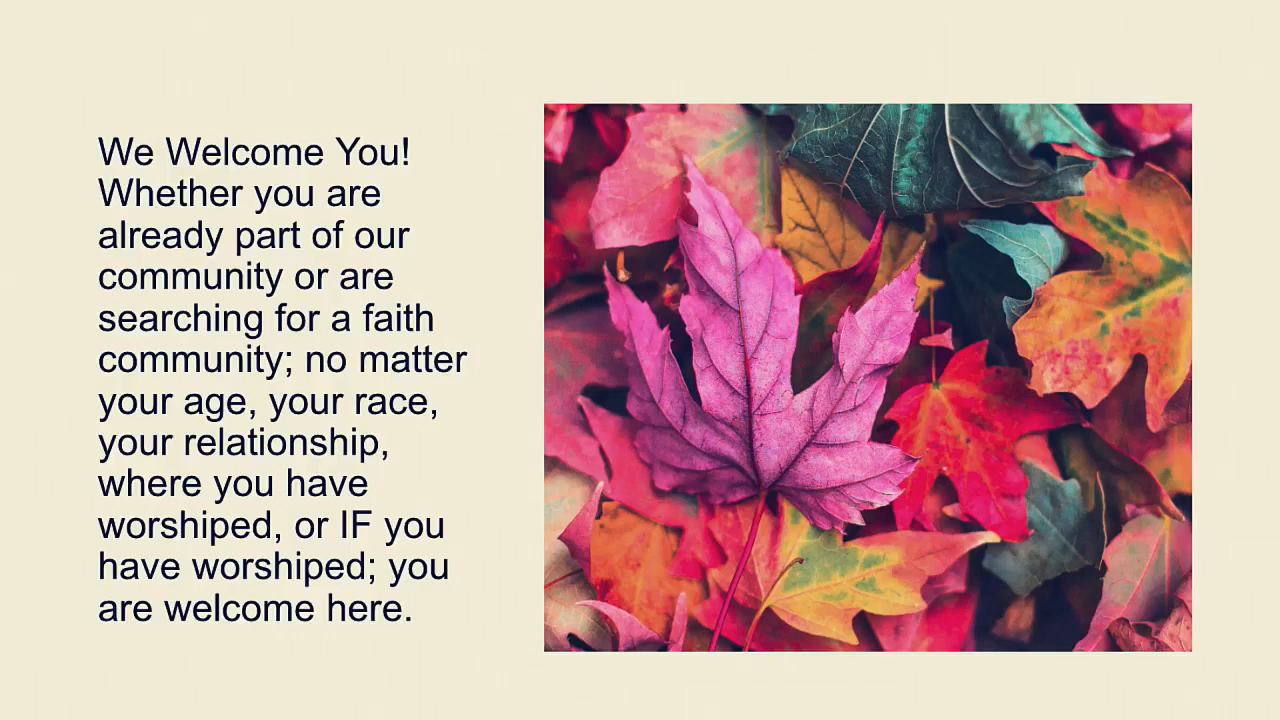 We Welcome You!
Whether you are
already part of our
community or are
searching for a faith
community; no matter
your age, your race,
your relationship,
where you have
worshiped, or IF you
have worshiped; you
are welcome here.